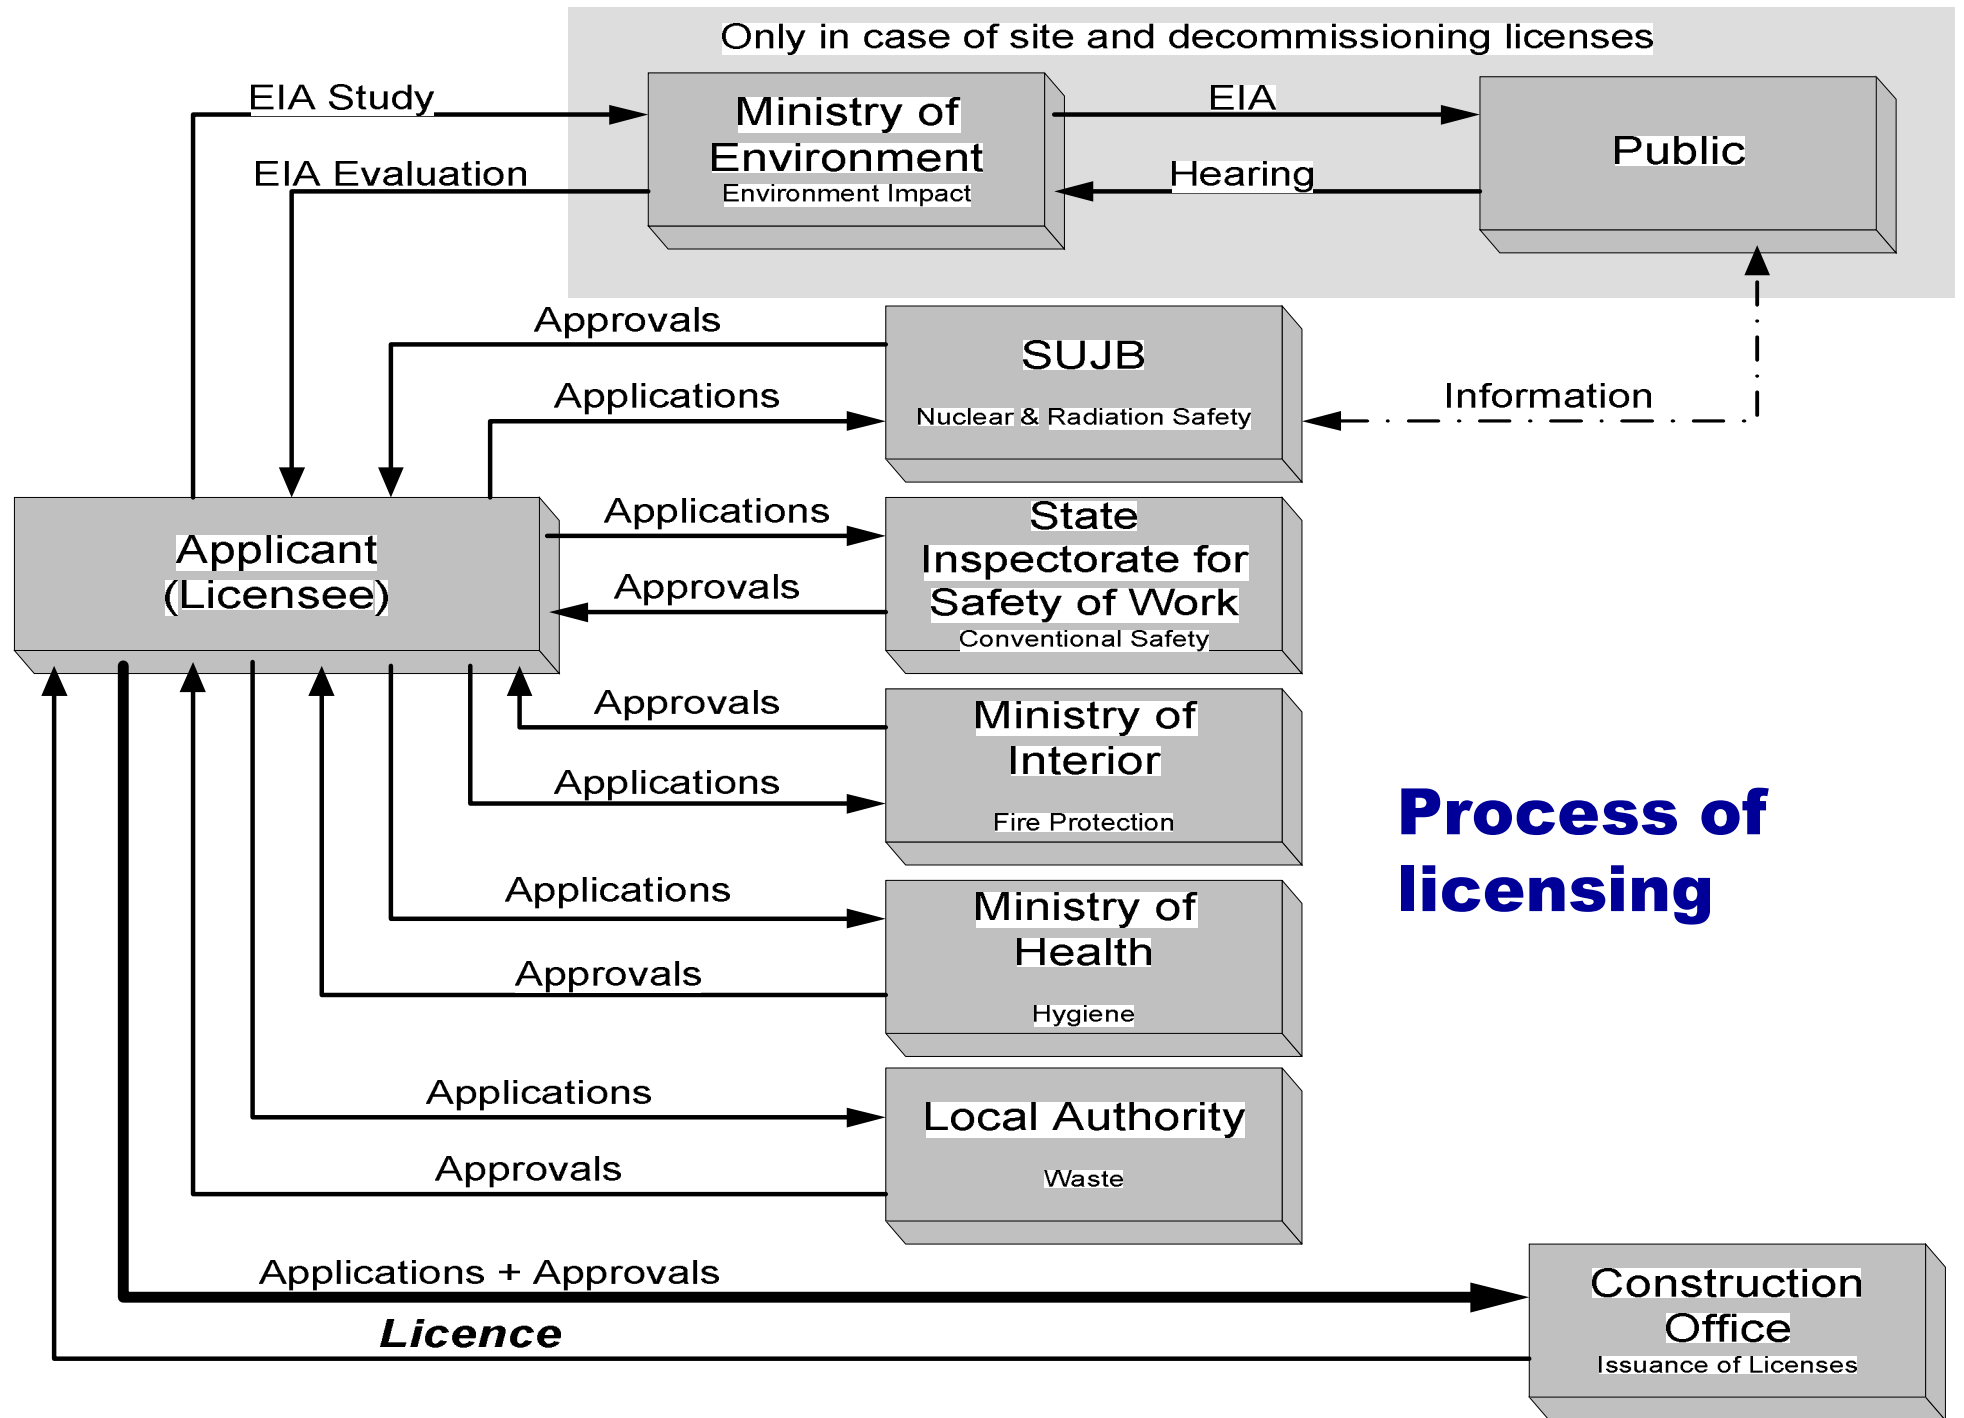 Only in case of site and decommissioning licenses
EIA Study
Ministry of
Environment
Environment Impact
EIA
Public
EIA Evaluation
Hearing
Approvals
SUJB
Nuclear & Radiation Safety
Applications
Information
Applicant
(Licensee)
Applications
State
Inspectorate for
Safety of Work
Conventional Safety
Approvals
Approvals
Ministry of
Interior
Fire Protection
Applications
Process of
licensing
Applications
Ministry of
Health
Hygiene
Approvals
Applications
Local Authority
Waste
Approvals
Applications + Approvals
Construction
Office
Issuance of Licenses
Licence